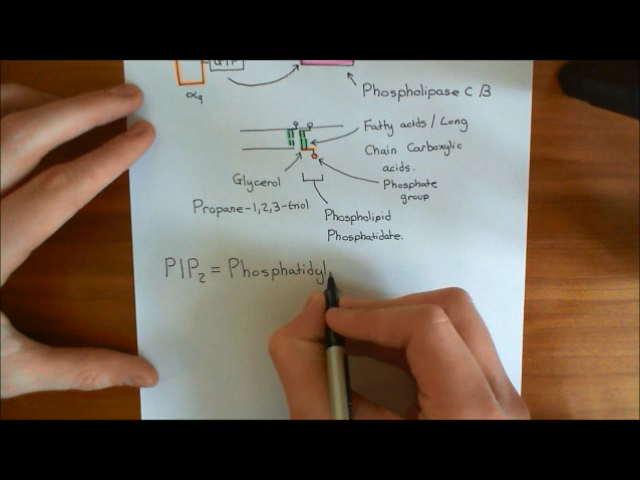 GTP
αq
Phospholipase C β
Fatty acids / Long
Chain Carboxylic
acids.
Glycerol
Phosphate
group
Propane-1,2,3-triol
Phospholipid
Phosphatidate.
PIP2 = Phosphatidyl